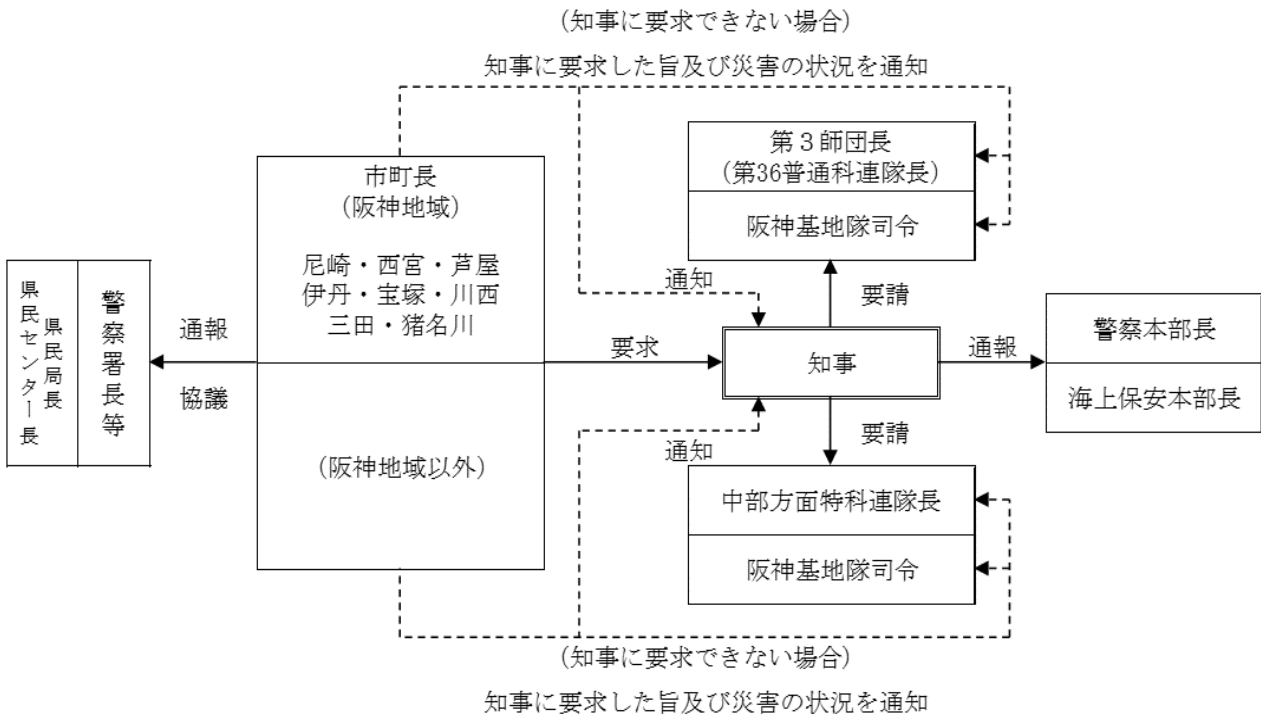 (知事に要求できない場合)
知事に要求した旨及び災害の状況を通知
第３師団長
(第36普通科連隊長)
阪神基地隊司令
市町長
(阪神地域)
尼崎・西宮・芦屋
伊丹・宝塚・川西
三田・猪名川
県民局長
県民センター長
警察署長等
通報
協議
要求
通知
要請
知事
通報
警察本部長
海上保安本部長
(阪神地域以外)
通知
要請
中部方面特科連隊長
阪神基地隊司令
(知事に要求できない場合)
知事に要求した旨及び災害の状況を通知